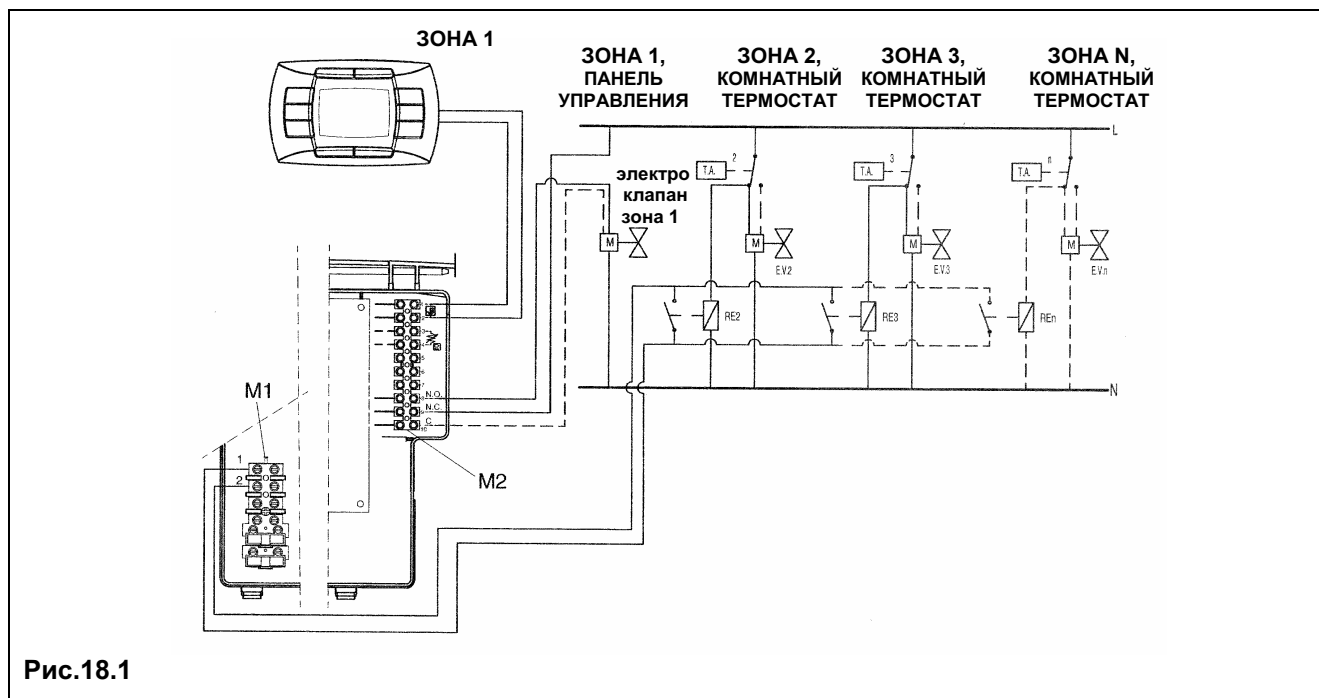 ЗОНА 1
ЗОНА 1,
ПАНЕЛЬ
УПРАВЛЕНИЯ
ЗОНА 2,
КОМНАТНЫЙ
ТЕРМОСТАТ
ЗОНА 3,
КОМНАТНЫЙ
ТЕРМОСТАТ
ЗОНА N,
КОМНАТНЫЙ
ТЕРМОСТАТ
L
электро
клапан
зона 1
T.A.
2
T.A.
3
T.A.
n
M
M
M
M
E.V.2
E.V.3
E.V.n
RE2
RE3
REn
N
N.O.
N.C.
C
10
M1
M2
1
2
Рис.18.1